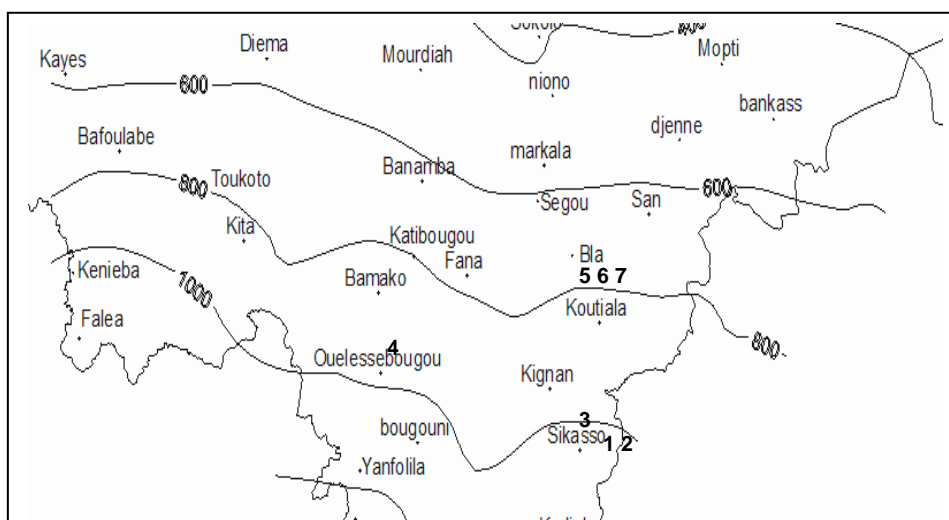 Diema
Mourdiah
Mopti
Kayes
600
niono
bankass
djenne
Bafoulabe
markala
Banamba
800
Toukoto
600
Segou
San
Kita
Katibougou
Fana
Bla
Kenieba
Bamako
5 6 7
1000
Koutiala
Falea
800
4
Ouelessebougou
Kignan
3
bougouni
Sikasso
1 2
Yanfolila